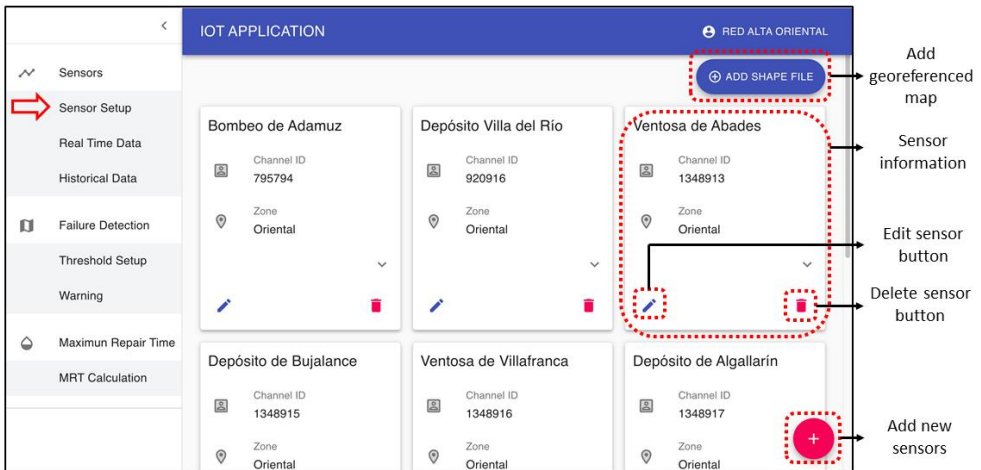 IOT APPLICATION
RED ALTA ORIENTAL
Sensors
Sensor Setup
Real Time Data
Historical Data
Failure Detection
Threshold Setup
Warning
Maximun Repair Time
MRT Calculation
ADD SHAPE FILE
Bombeo de Adamuz
Channel ID
795794
Zone
Oriental
Depósito Villa del Río
Channel ID
920916
Zone
Oriental
Ventosa de Abades
Channel ID
1348913
Zone
Oriental
Depósito de Bujalance
Channel ID
1348915
Zone
Oriental
Ventosa de Villafranca
Channel ID
1348916
Zone
Oriental
Depósito de Algallarín
Channel ID
1348917
Zone
Oriental
Add
georeferenced
map
Sensor
information
Edit sensor
button
Delete sensor
button
Add new
sensors